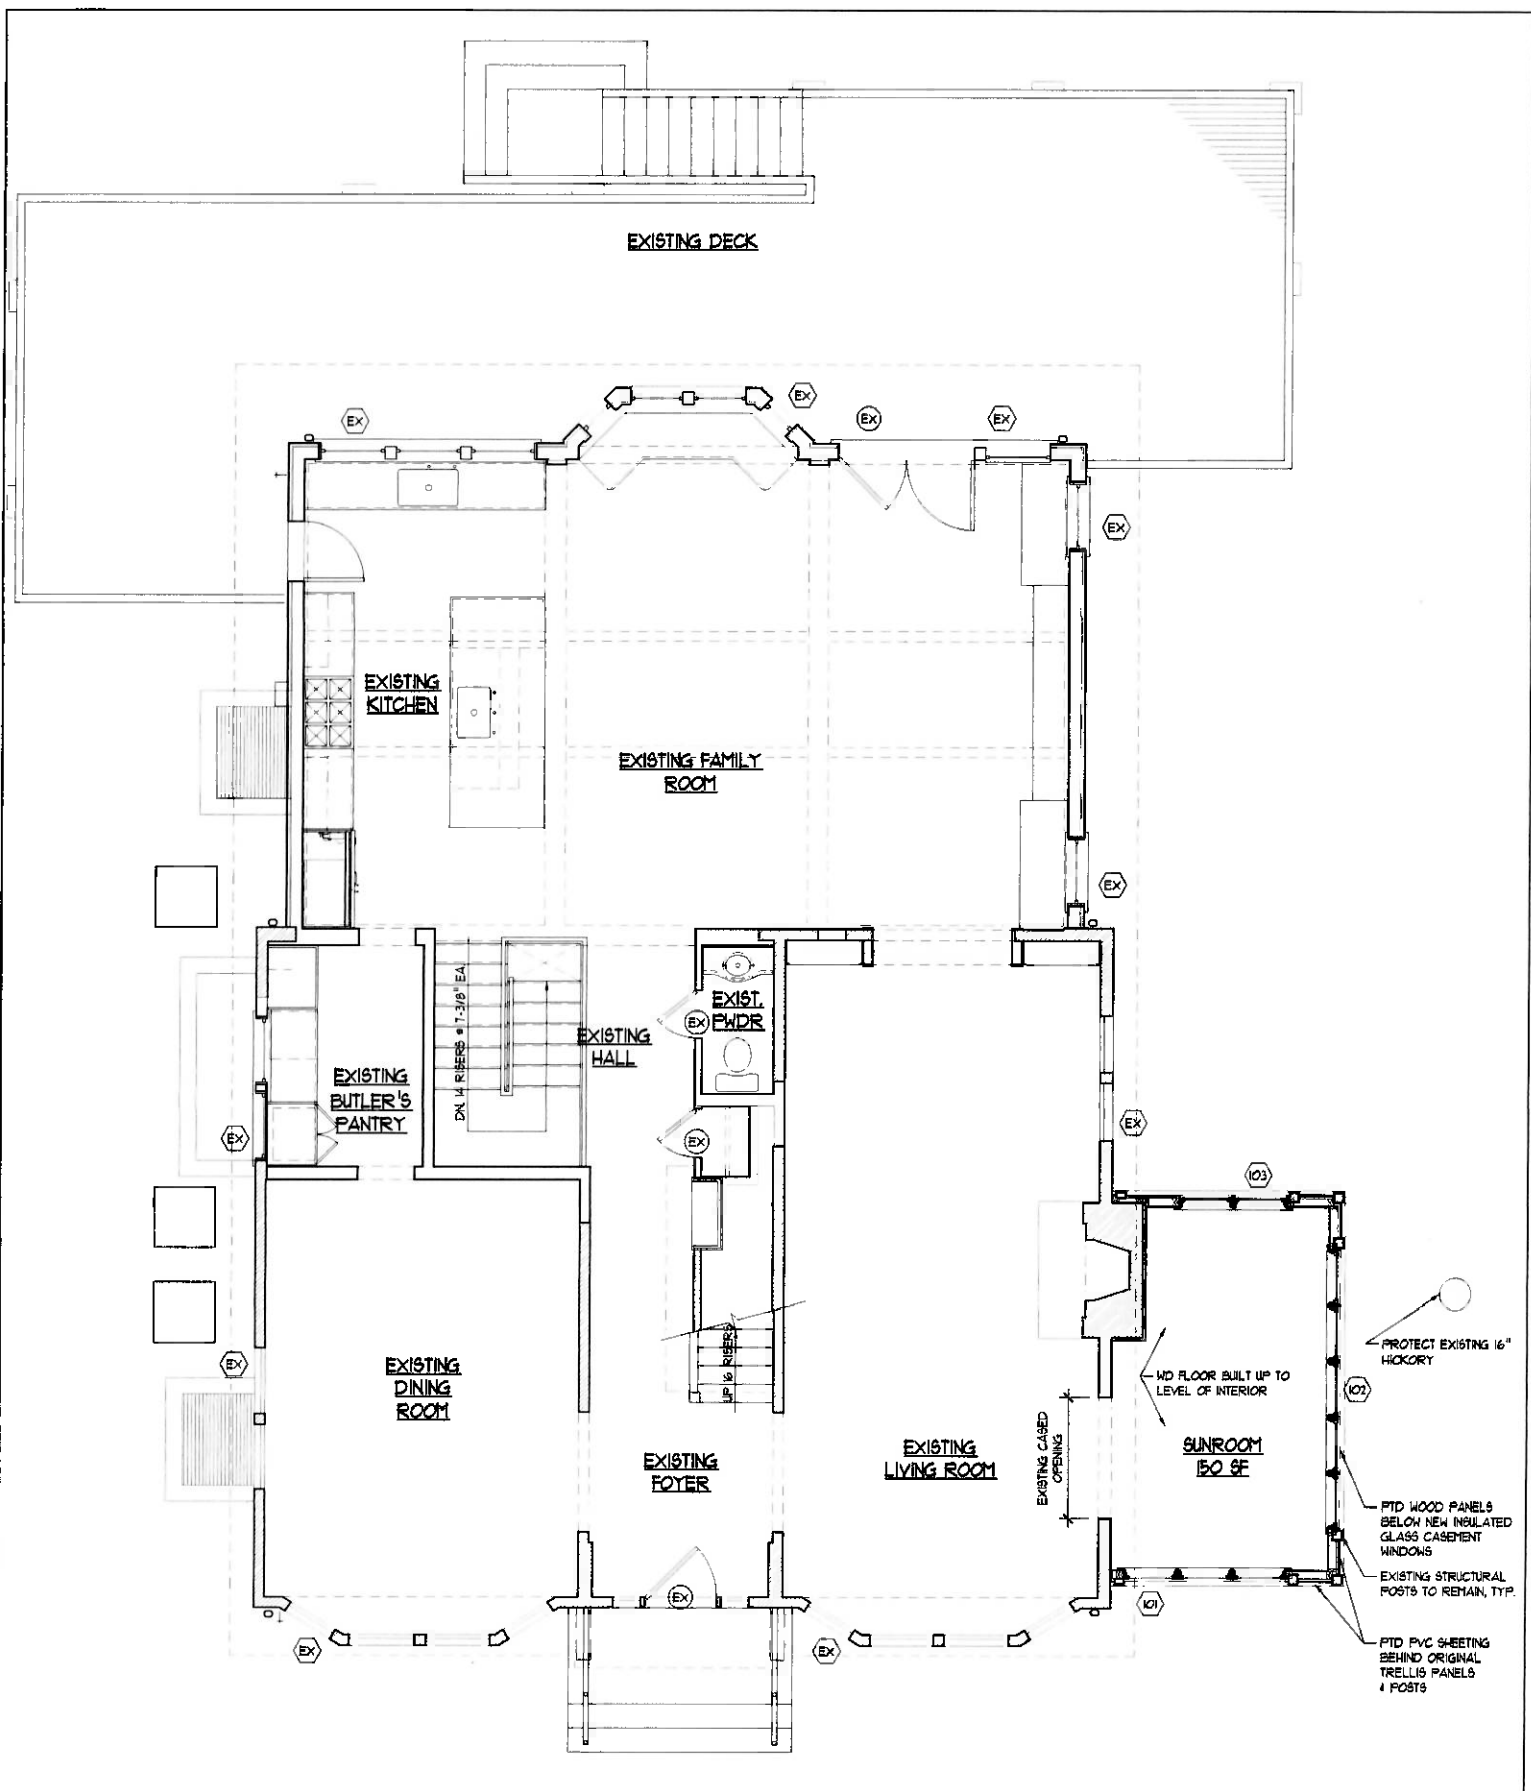 EXISTING DECK
EX
EX
EX
EX
EX
EXISTING
KITCHEN
EXISTING FAMILY
ROOM
EX
DN. 14 RISERS @ 7-3/8" EA.
EXIST.
PWDR
EX
EXISTING
HALL
EXISTING
BUTLER'S
PANTRY
EX
EX
EX
103
PROTECT EXISTING 16"
HICKORY
UP 16 RISERS
EX
EXISTING
DINING
ROOM
WD FLOOR BUILT UP TO
LEVEL OF INTERIOR
102
EXISTING CASED
OPENING
EXISTING
LIVING ROOM
SUNROOM
150 SF
EXISTING
FOYER
PTD WOOD PANELS
BELOW NEW INSULATED
GLASS CASEMENT
WINDOWS
EXISTING STRUCTURAL
POSTS TO REMAIN, TYP.
EX
101
EX
EX
PTD PVC SHEETING
BEHIND ORIGINAL
TRELLIS PANELS
& POSTS